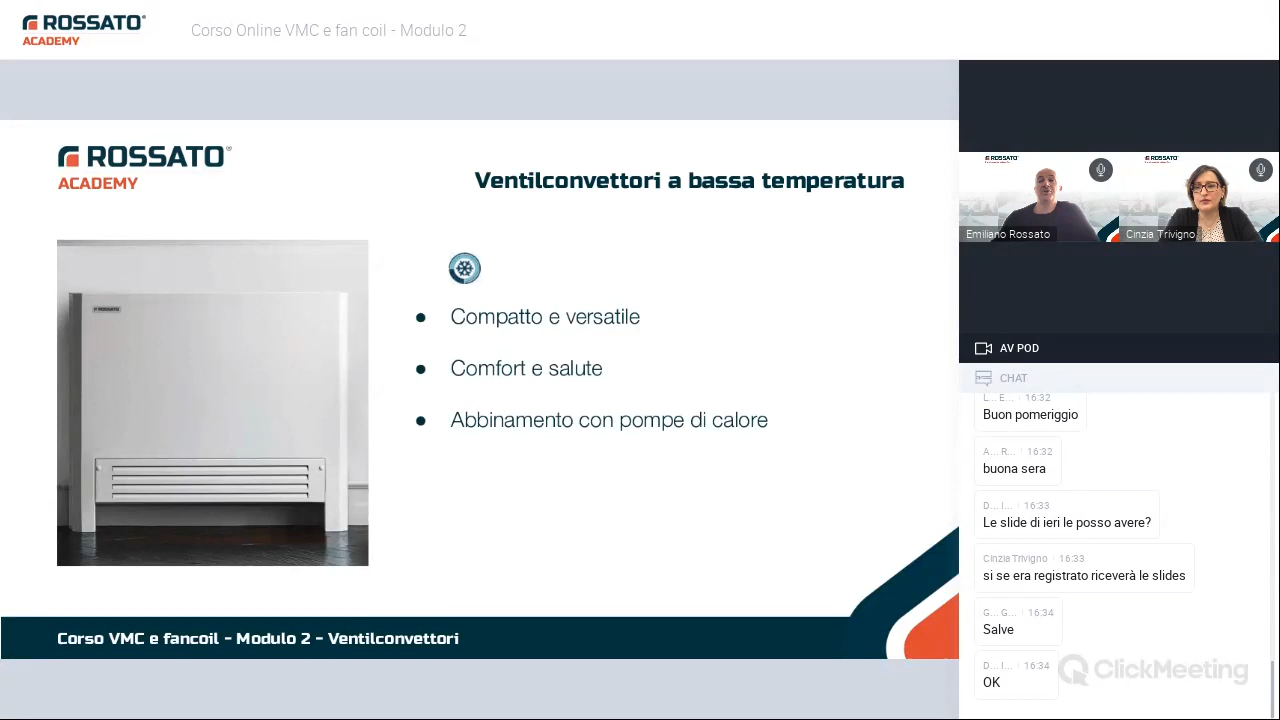 ROSSATO®
ACADEMY
Corso Online VMC e fan coil - Modulo 2
ROSSATO®
ACADEMY
Ventilconvettori a bassa temperatura
ROSSATO
● Compatto e versatile
● Comfort e salute
● Abbinamento con pompe di calore
Corso VMC e fancoil - Modulo 2 - Ventilconvettori
ROSSATO
ROSSATO
Emiliano Rossato
Cinzia Trivigno
AV POD
CHAT
L... E... 16:32
Buon pomeriggio
A... R... 16:32
buona sera
D... I... 16:33
Le slide di ieri le posso avere?
Cinzia Trivigno 16:33
si se era registrato riceverà le slides
G... G... 16:34
Salve
D... I... 16:34
OK
ClickMeeting